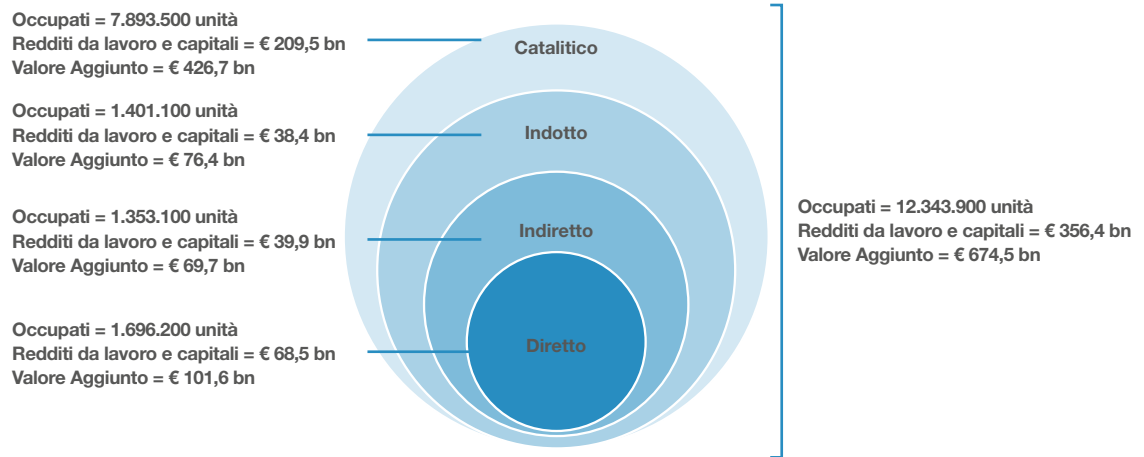 Occupati = 7.893.500 unità
Redditi da lavoro e capitali = € 209,5 bn
Valore Aggiunto = € 426,7 bn
Catalitico
Occupati = 1.401.100 unità
Redditi da lavoro e capitali = € 38,4 bn
Valore Aggiunto = € 76,4 bn
Indotto
Occupati = 1.353.100 unità
Redditi da lavoro e capitali = € 39,9 bn
Valore Aggiunto = € 69,7 bn
Indiretto
Occupati = 1.696.200 unità
Redditi da lavoro e capitali = € 68,5 bn
Valore Aggiunto = € 101,6 bn
Diretto
Occupati = 12.343.900 unità
Redditi da lavoro e capitali = € 356,4 bn
Valore Aggiunto = € 674,5 bn